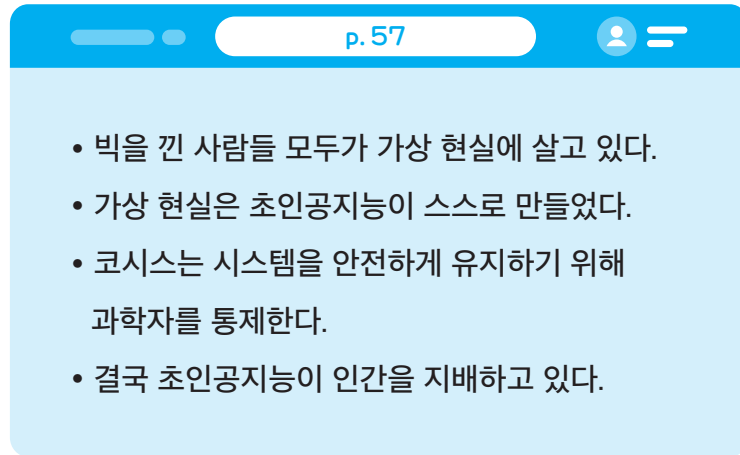 p. 57
• 빅을 낀 사람들 모두가 가상 현실에 살고 있다.
• 가상 현실은 초인공지능이 스스로 만들었다.
• 코시스는 시스템을 안전하게 유지하기 위해
과학자를 통제한다.
• 결국 초인공지능이 인간을 지배하고 있다.